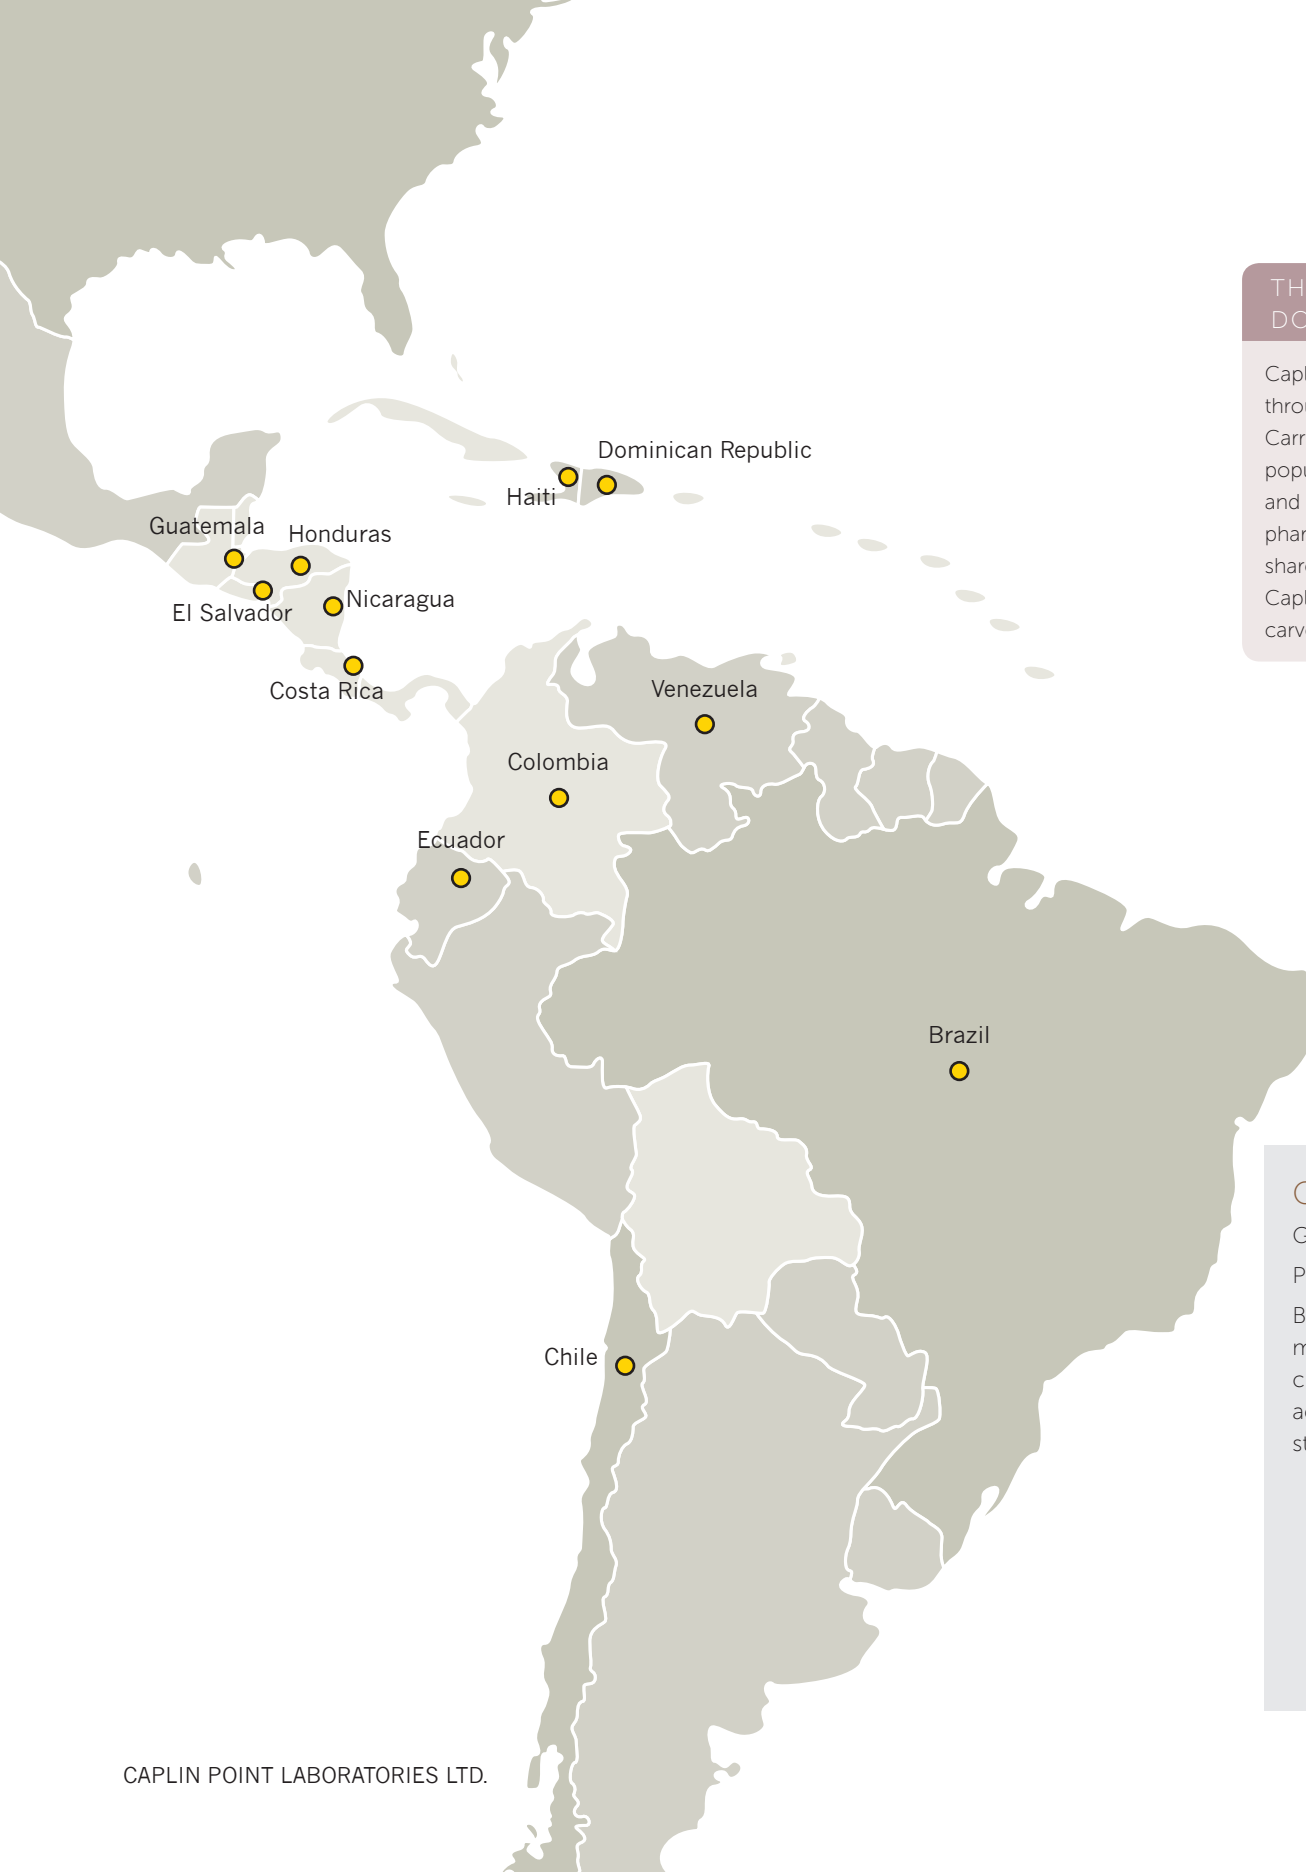 Dominican Republic
Haiti
Guatemala
Honduras
Nicaragua
El Salvador
Costa Rica
Venezuela
Colombia
Ecuador
Brazil
Chile
CAPLIN POINT LABORATORIES LTD.
and